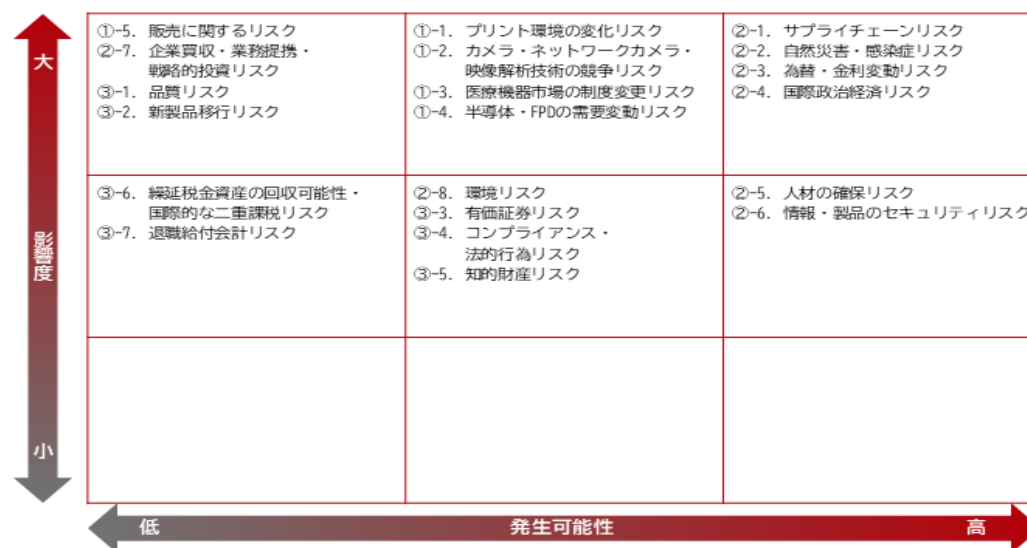 大
影響度
小
①-5. 販売に関するリスク
②-7. 企業買収・業務提携・
戦略的投資リスク
③-1. 品質リスク
③-2. 新製品移行リスク
①-1. プリント環境の変化リスク
①-2. カメラ・ネットワークカメラ・
映像解析技術の競争リスク
①-3. 医療機器市場の制度変更リスク
①-4. 半導体・FPDの需要変動リスク
②-1. サプライチェーンリスク
②-2. 自然災害・感染症リスク
②-3. 為替・金利変動リスク
②-4. 国際政治経済リスク
③-6. 繰延税金資産の回収可能性・
国際的な二重課税リスク
③-7. 退職給付会計リスク
②-8. 環境リスク
③-3. 有価証券リスク
③-4. コンプライアンス・
法的行為リスク
③-5. 知的財産リスク
②-5. 人材の確保リスク
②-6. 情報・製品のセキュリティリスク
低
発生可能性
高